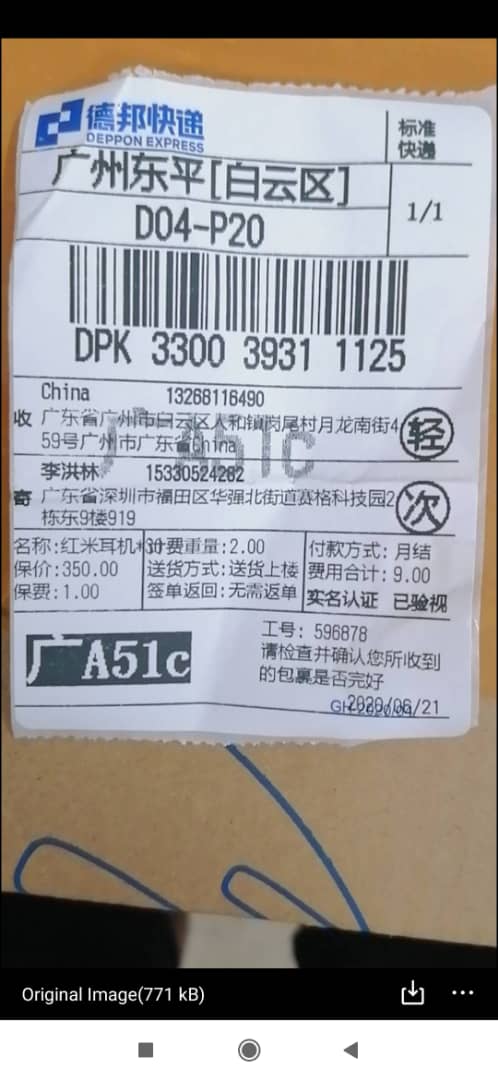 德邦快递
DEPPON EXPRESS
标准
快递
广州东平[白云区]
1/1
D04-P20
DPK 3300 3931 1125
China 13268116490
收 广东省广州市白云区人和镇岗尾村月龙南街4
59号广州市广东省China
轻
A51c
李洪林 15330524282
寄 广东省深圳市福田区华强北街道赛格科技园2
栋东9楼919
次
名称:红米耳机*30
计费重量:2.00
付款方式:月结
保价:350.00
送货方式:送货上楼
费用合计:9.00
保费:1.00
签单返回:无需返单
实名认证 已验视
广A51c
工号: 596878
请检查并确认您所收到
的包裹是否完好
2020/06/21
Original Image(771 kB)